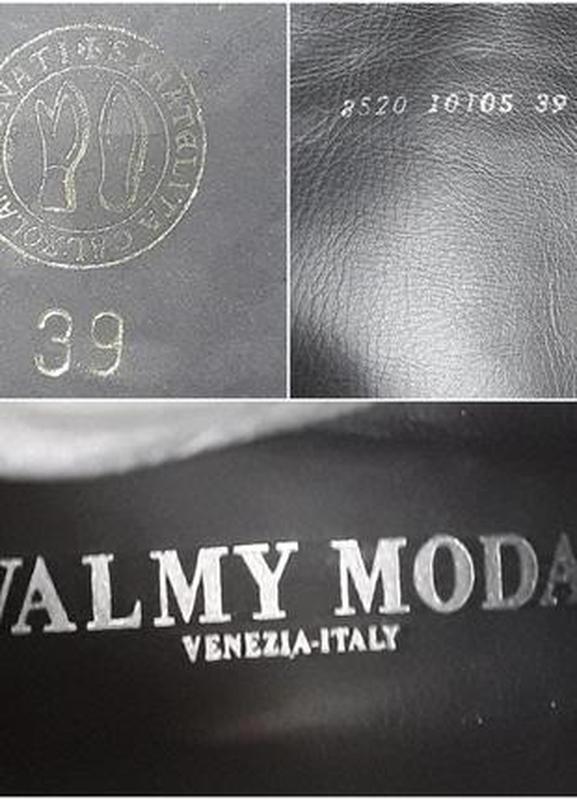 39
8520 10105 39
VALMY MODA
VENEZIA-ITALY